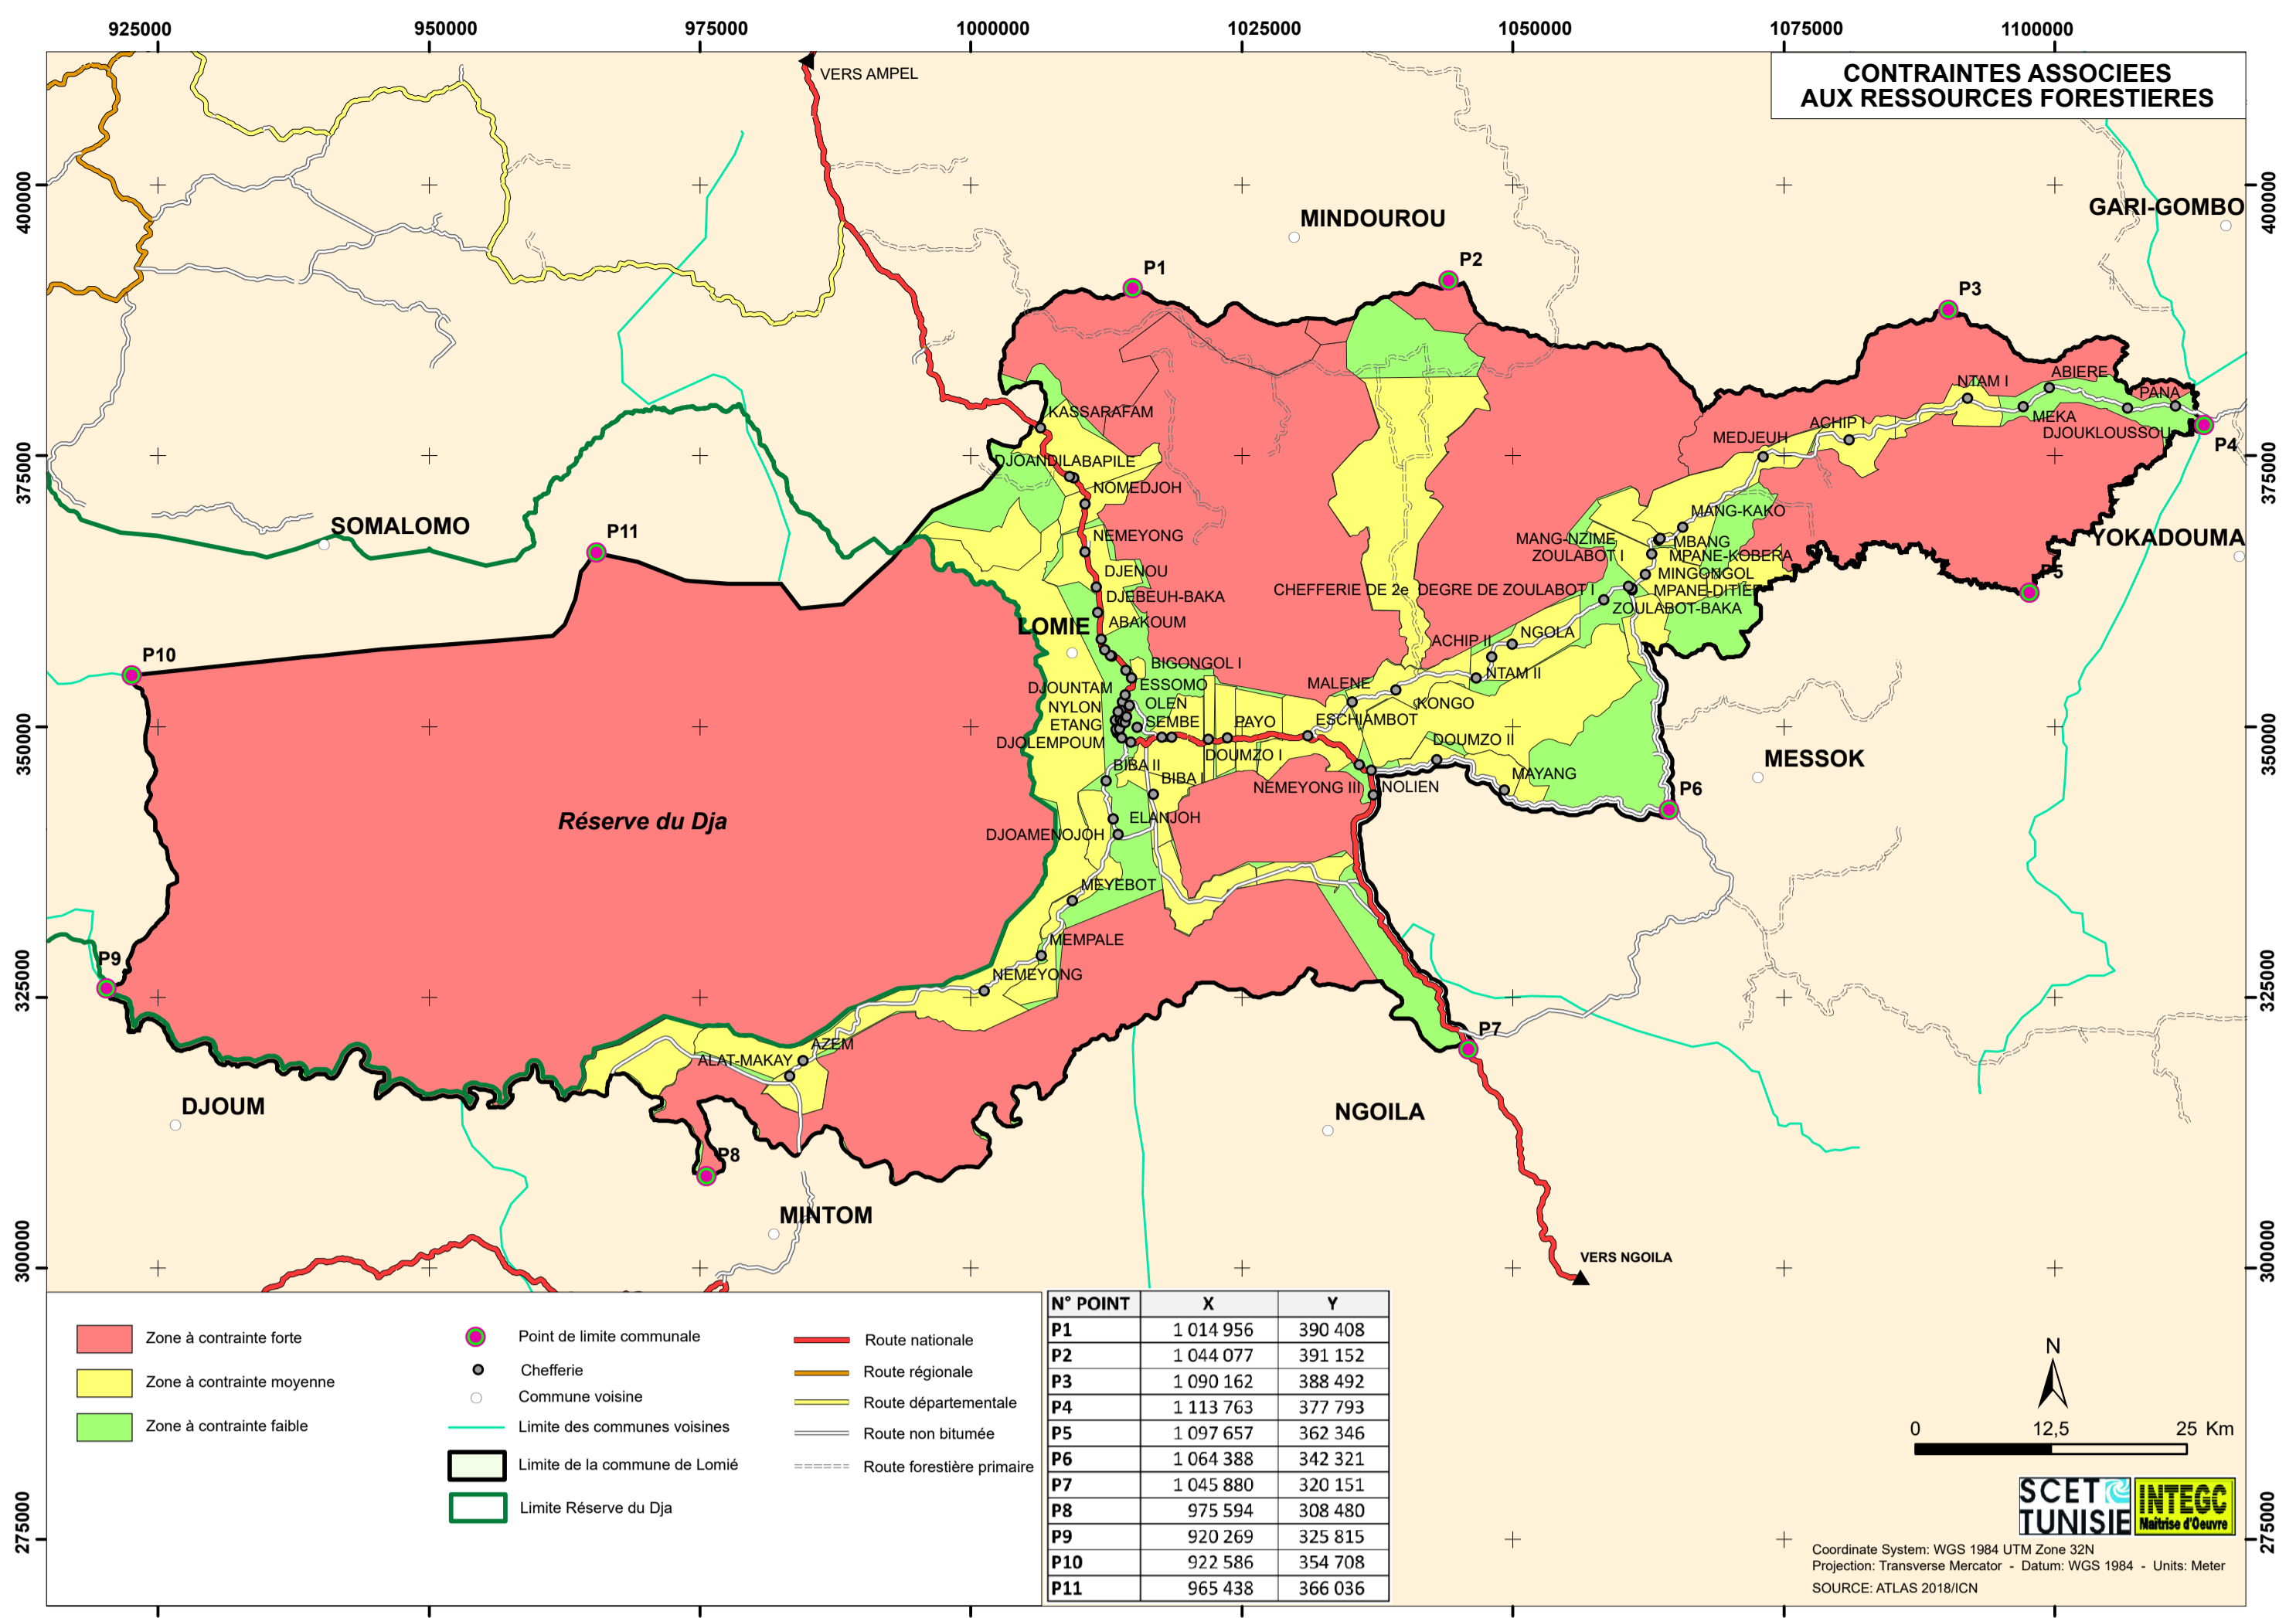 925000 950000 975000 1000000 1025000 1050000 1075000 1100000
CONTRAINTES ASSOCIEES
AUX RESSOURCES FORESTIERES
VERS AMPEL
400000
400000
GARI-GOMBO
MINDOUROU
P1
P2
P3
ABIERE
NTAM I
PANA
KASSARAFAM
MEKA
ACHIP I
DJOUKLOUSSOU
MEDJEUH
P4
375000
375000
DJOANDILABAPILE
NOMEDJOH
MANG-KAKO
SOMALOMO
P11
NEMEYONG
MANG-NZIME
MBANG
YOKADOUMA
ZOULABOT I
MPANE-KOBERA
DJENOU
MINGONGOL
P5
CHEFFERIE DE 2e DEGRE DE ZOULABOT I
MPANE-DITIE
DJEBEUH-BAKA
ZOULABOT-BAKA
ABAKOUM
LOMIE
NGOLA
ACHIP II
P10
BIGONGOL I
NTAM II
MALENE
ESSOMO
DJOUNTAM
OLEN
KONGO
NYLON
ETANG
SEMBE
PAYO
ESCHIAMBOT
350000
350000
DJOLEMPOUM
DOUMZO I
DOUMZO II
MESSOK
BIBA II
BIBA I
MAYANG
NEMEYONG III
NOLIEN
P6
Réserve du Dja
ELANJOH
DJOAMENOJOH
MEYEBOT
MEMPALE
P9
NEMEYONG
325000
325000
P7
AZEM
ALAT-MAKAY
DJOUM
NGOILA
P8
MINTOM
VERS NGOILA
300000
300000
Zone à contrainte forte
Zone à contrainte moyenne
Zone à contrainte faible
Point de limite communale
Chefferie
Commune voisine
Limite des communes voisines
Limite de la commune de Lomié
Limite Réserve du Dja
Route nationale
Route régionale
Route départementale
Route non bitumée
Route forestière primaire
N° POINT X Y
P1 1 014 956 390 408
P2 1 044 077 391 152
P3 1 090 162 388 492
P4 1 113 763 377 793
P5 1 097 657 362 346
P6 1 064 388 342 321
P7 1 045 880 320 151
P8 975 594 308 480
P9 920 269 325 815
P10 922 586 354 708
P11 965 438 366 036
N
0 12,5 25 Km
SCET
TUNISIE
INTEGC
Maitrise d'Oeuvre
275000
275000
Coordinate System: WGS 1984 UTM Zone 32N
Projection: Transverse Mercator - Datum: WGS 1984 - Units: Meter
SOURCE: ATLAS 2018/ICN